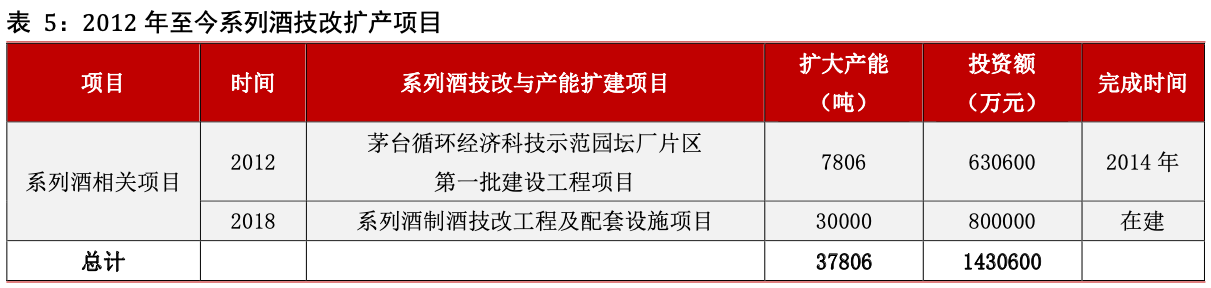 表 5：2012 年至今系列酒技改扩产项目
项目 时间 系列酒技改与产能扩建项目 扩大产能（吨） 投资额（万元） 完成时间
系列酒相关项目 2012 茅台循环经济科技示范园坛厂片区第一批建设工程项目 7806 630600 2014 年
2018 系列酒制酒技改工程及配套设施项目 30000 800000 在建
总计 37806 1430600